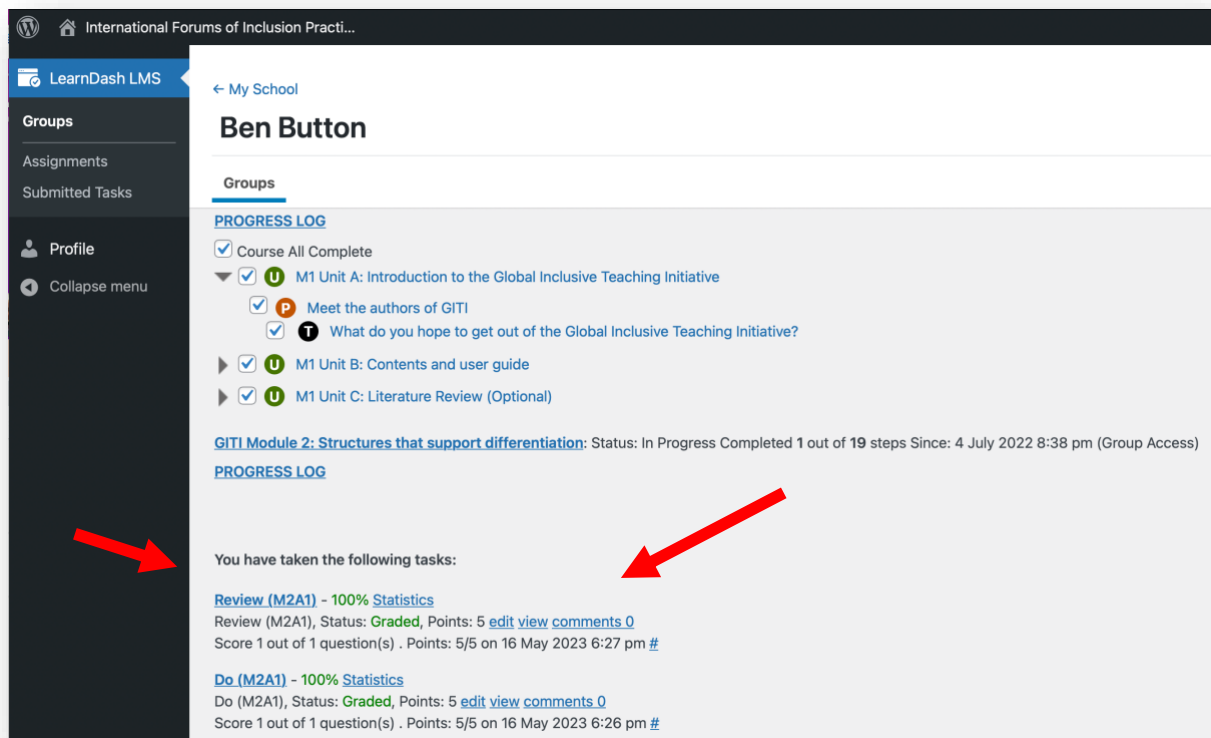 International Forums of Inclusion Practi...
LearnDash LMS
Groups
Assignments
Submitted Tasks
Profile
Collapse menu
← My School
Ben Button
Groups
PROGRESS LOG
Course All Complete
U M1 Unit A: Introduction to the Global Inclusive Teaching Initiative
P Meet the authors of GITI
T What do you hope to get out of the Global Inclusive Teaching Initiative?
U M1 Unit B: Contents and user guide
U M1 Unit C: Literature Review (Optional)
GITI Module 2: Structures that support differentiation: Status: In Progress Completed 1 out of 19 steps Since: 4 July 2022 8:38 pm (Group Access)
PROGRESS LOG
You have taken the following tasks:
Review (M2A1) - 100% Statistics
Review (M2A1), Status: Graded, Points: 5 edit view comments 0
Score 1 out of 1 question(s) . Points: 5/5 on 16 May 2023 6:27 pm #
Do (M2A1) - 100% Statistics
Do (M2A1), Status: Graded, Points: 5 edit view comments 0
Score 1 out of 1 question(s) . Points: 5/5 on 16 May 2023 6:26 pm #